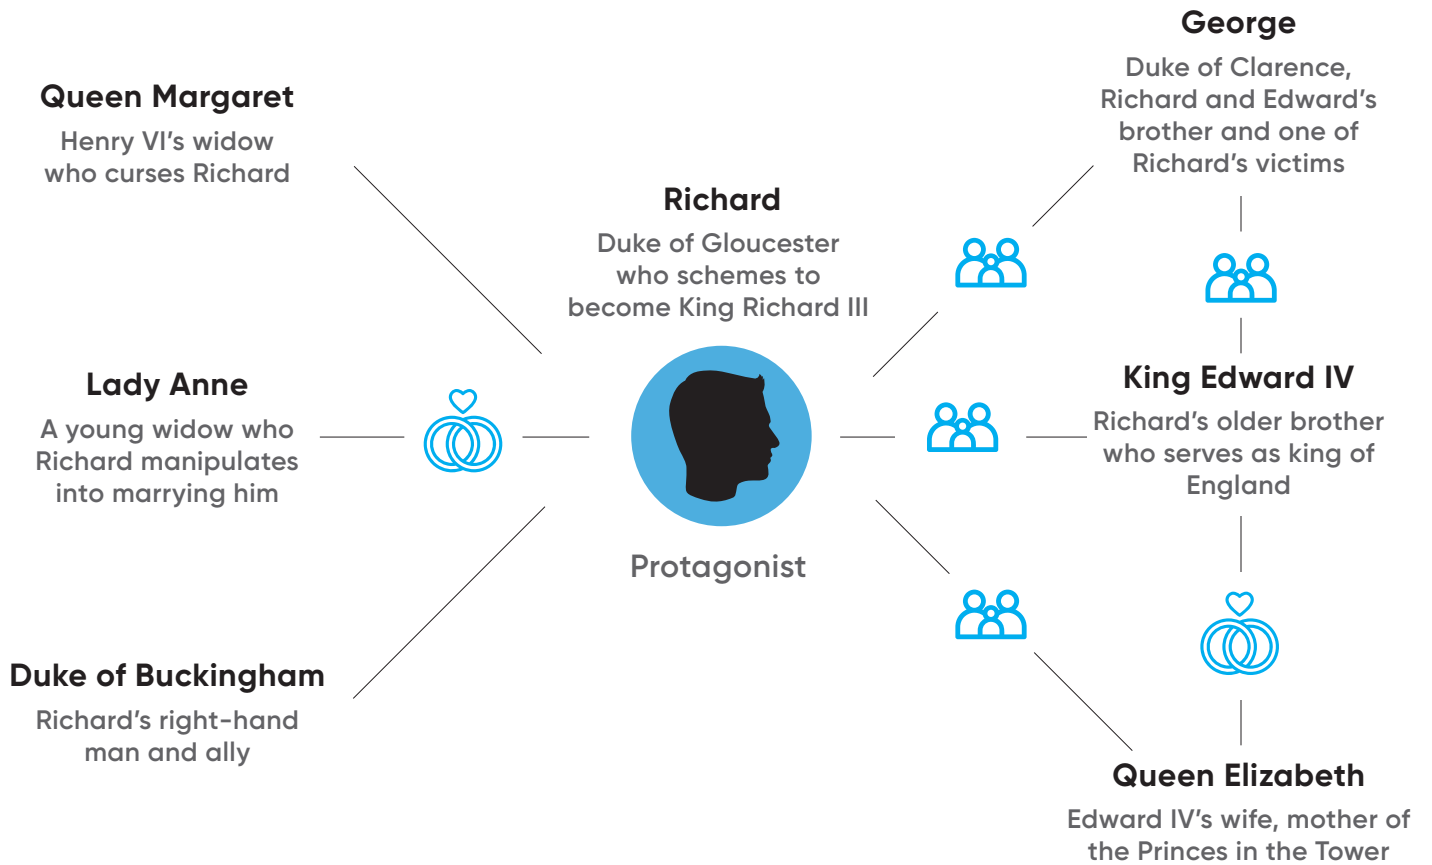 Queen Margaret
Henry VI’s widow
who curses Richard
Lady Anne
A young widow who
Richard manipulates
into marrying him
Duke of Buckingham
Richard’s right-hand
man and ally
Richard
Duke of Gloucester
who schemes to
become King Richard III
Protagonist
George
Duke of Clarence,
Richard and Edward’s
brother and one of
Richard’s victims
King Edward IV
Richard’s older brother
who serves as king of
England
Queen Elizabeth
Edward IV’s wife, mother of
the Princes in the Tower